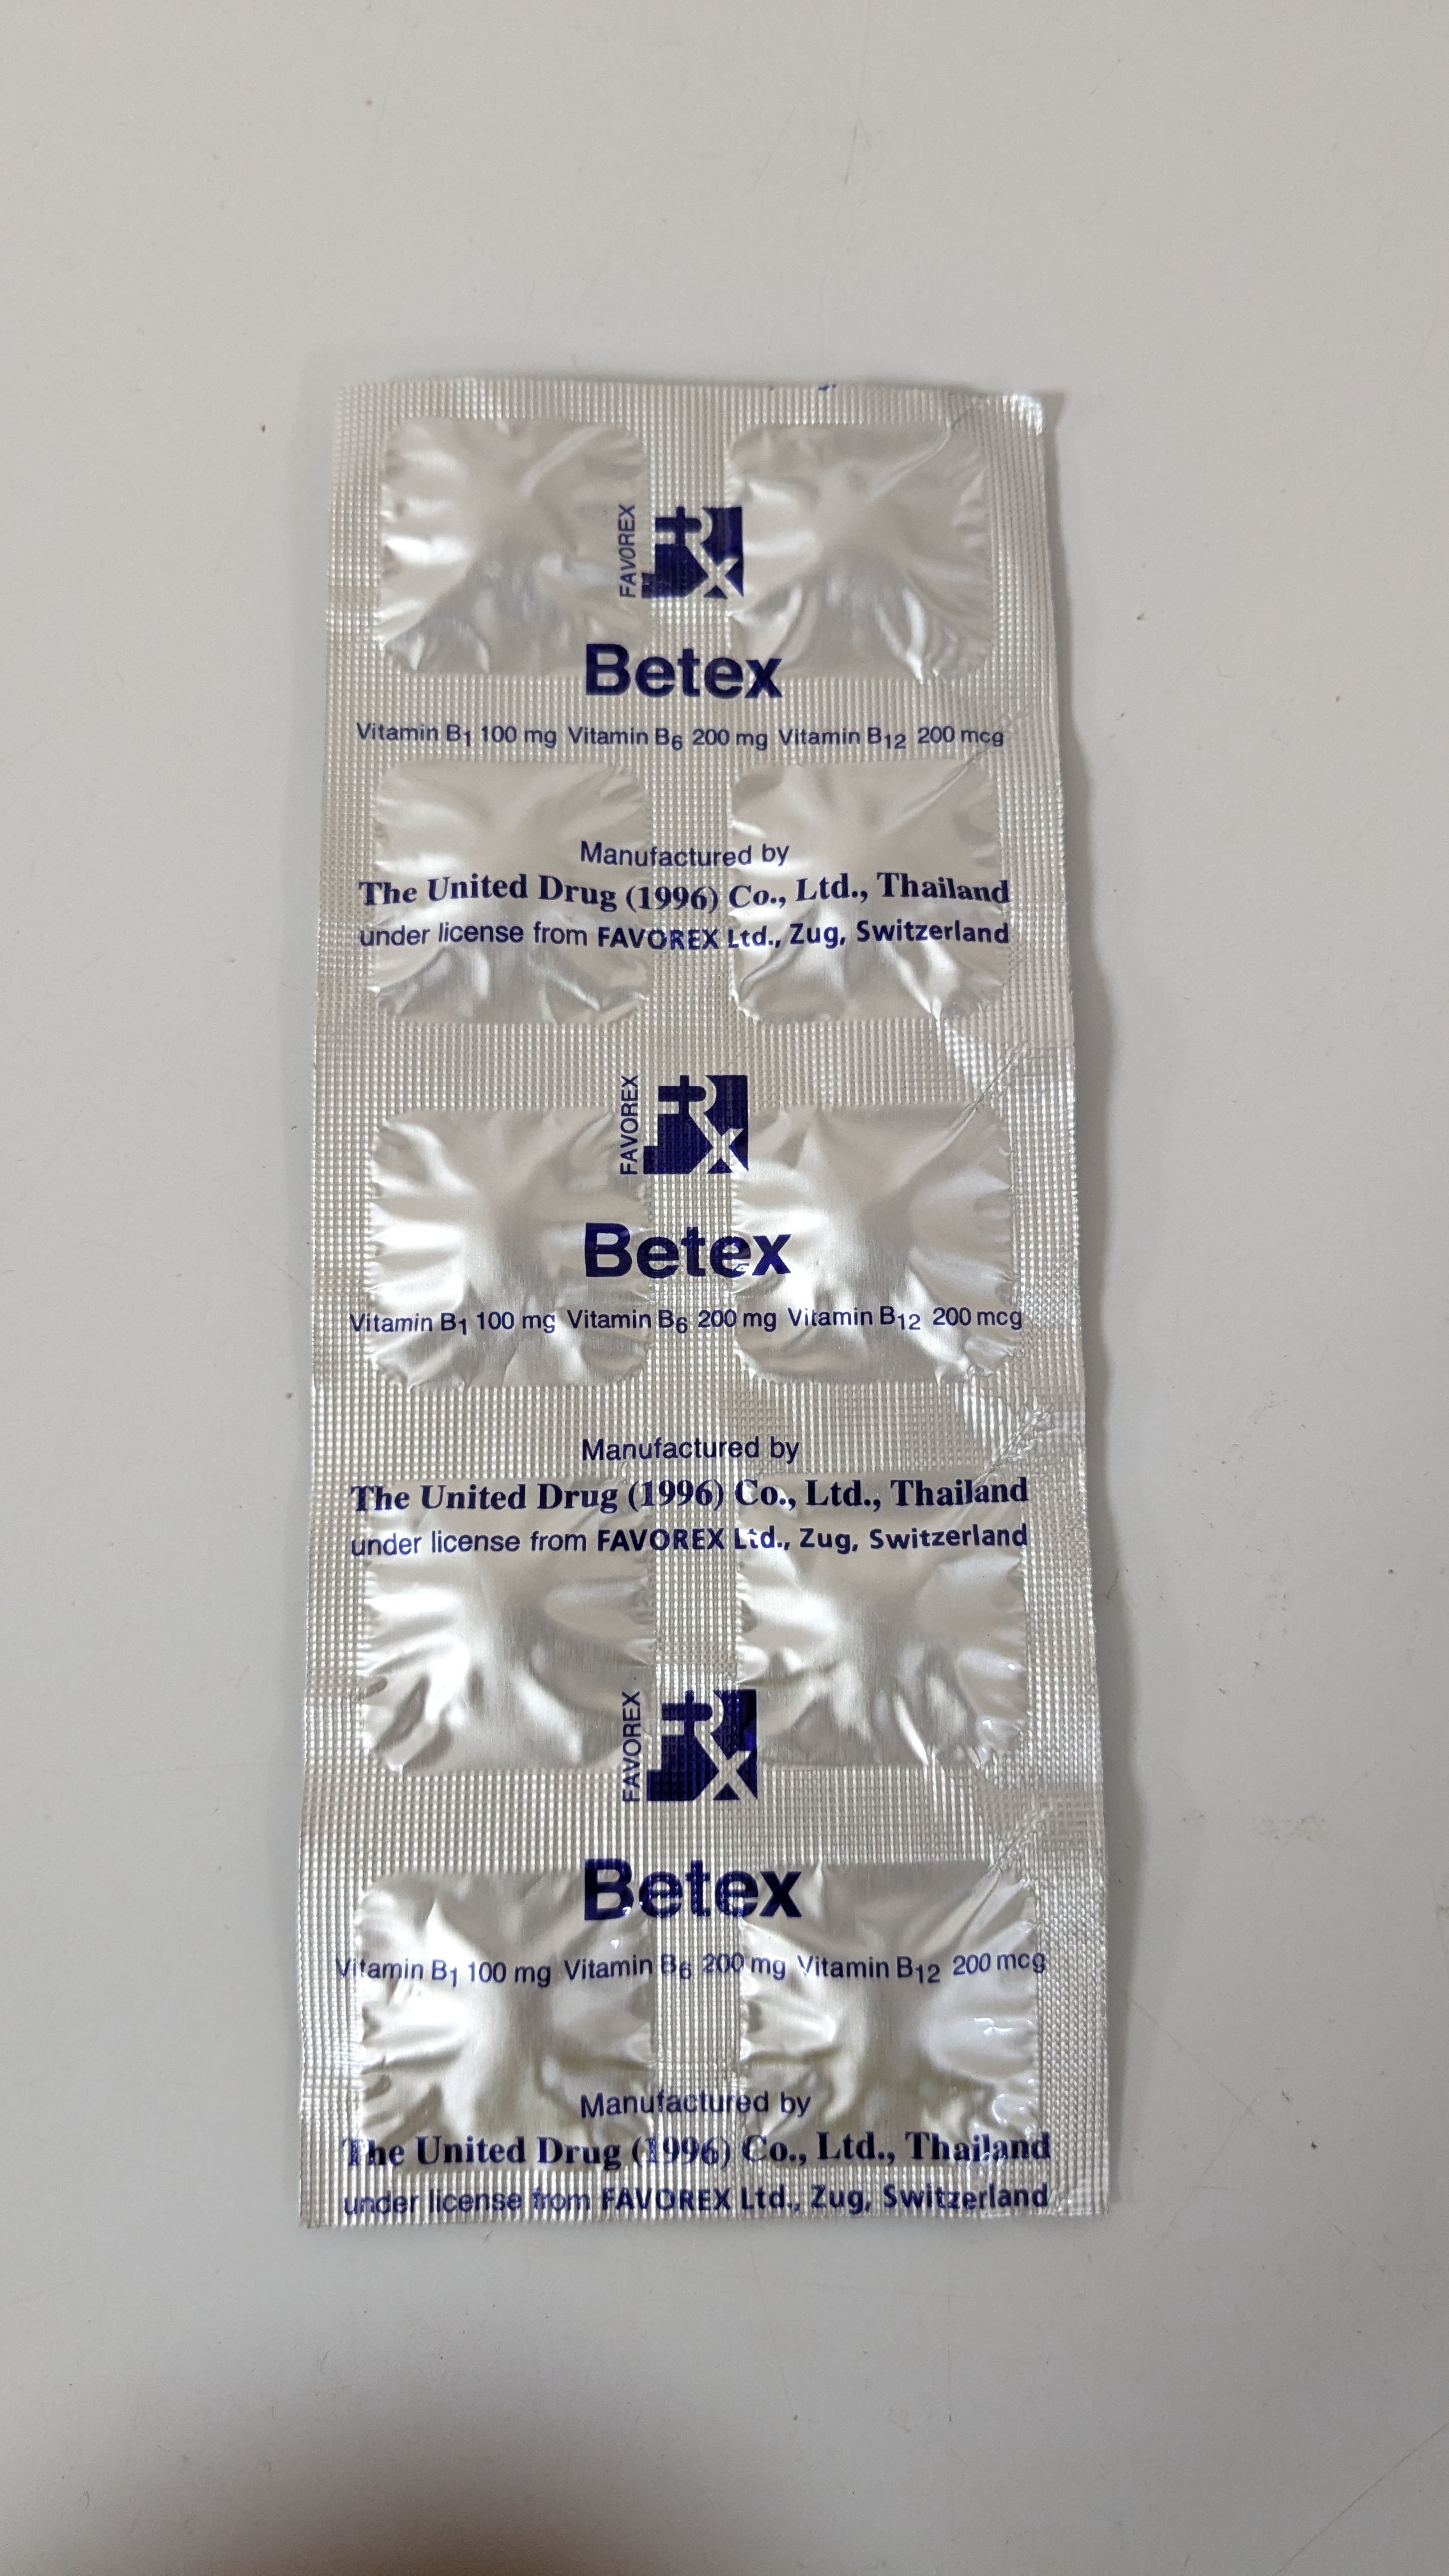 FAVOREX
Rx
Betex
Vitamin B1 100 mg Vitamin B6 200 mg Vitamin B12 200 mcg
Manufactured by
The United Drug (1996) Co., Ltd., Thailand
under license from FAVOREX Ltd., Zug, Switzerland
FAVOREX
Rx
Betex
Vitamin B1 100 mg Vitamin B6 200 mg Vitamin B12 200 mcg
Manufactured by
The United Drug (1996) Co., Ltd., Thailand
under license from FAVOREX Ltd., Zug, Switzerland
FAVOREX
Rx
Betex
Vitamin B1 100 mg Vitamin B6 200 mg Vitamin B12 200 mcg
Manufactured by
The United Drug (1996) Co., Ltd., Thailand
under license from FAVOREX Ltd., Zug, Switzerland